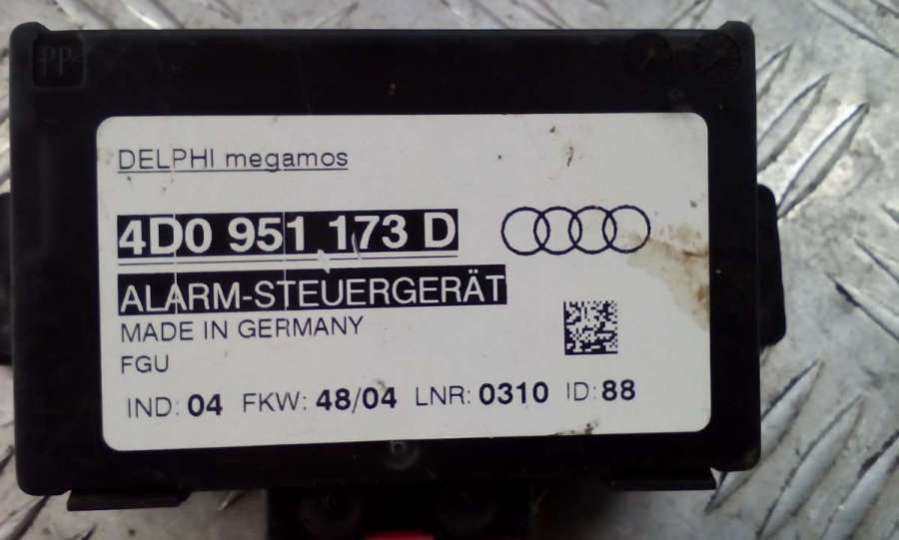 PP
DELPHI megamos
4D0 951 173 D
ALARM-STEUERGERÄT
MADE IN GERMANY
FGU
IND: 04 FKW: 48/04 LNR: 0310 ID: 88